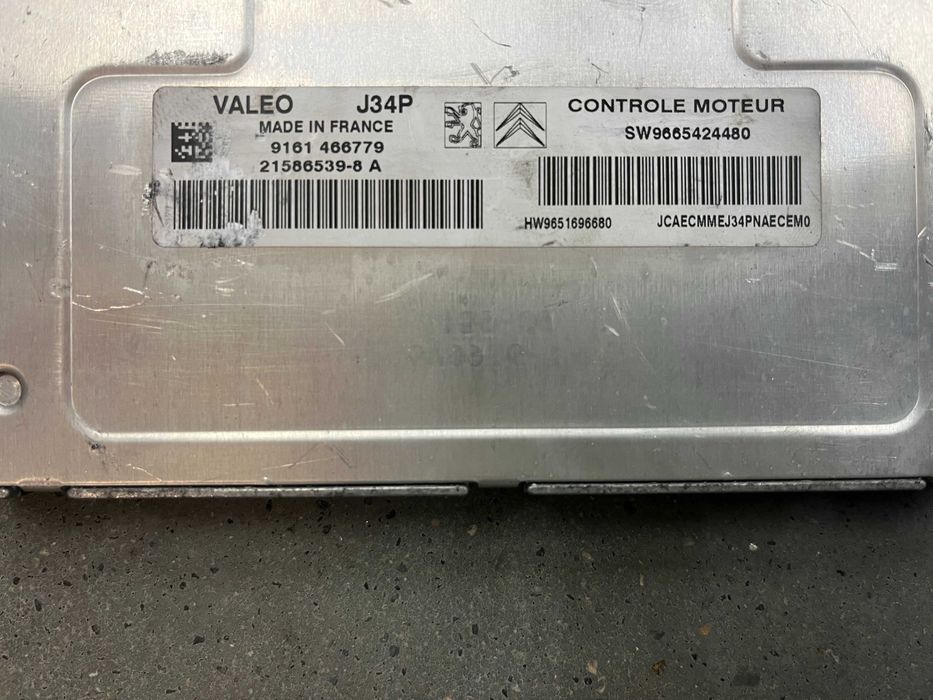 VALEO J34P
MADE IN FRANCE
9161 466779
21586539-8 A
CONTROLE MOTEUR
SW9665424480
HW9651696680 JCAECMMEJ34PNAECEM0